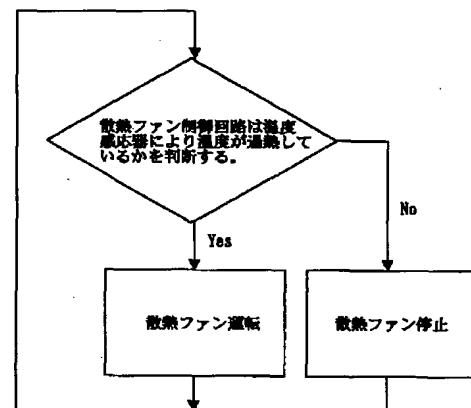 散熱ファン制御回路は温度
感応器により温度が過熱して
いるかを判断する。
No
Yes
散熱ファン運転
散熱ファン停止